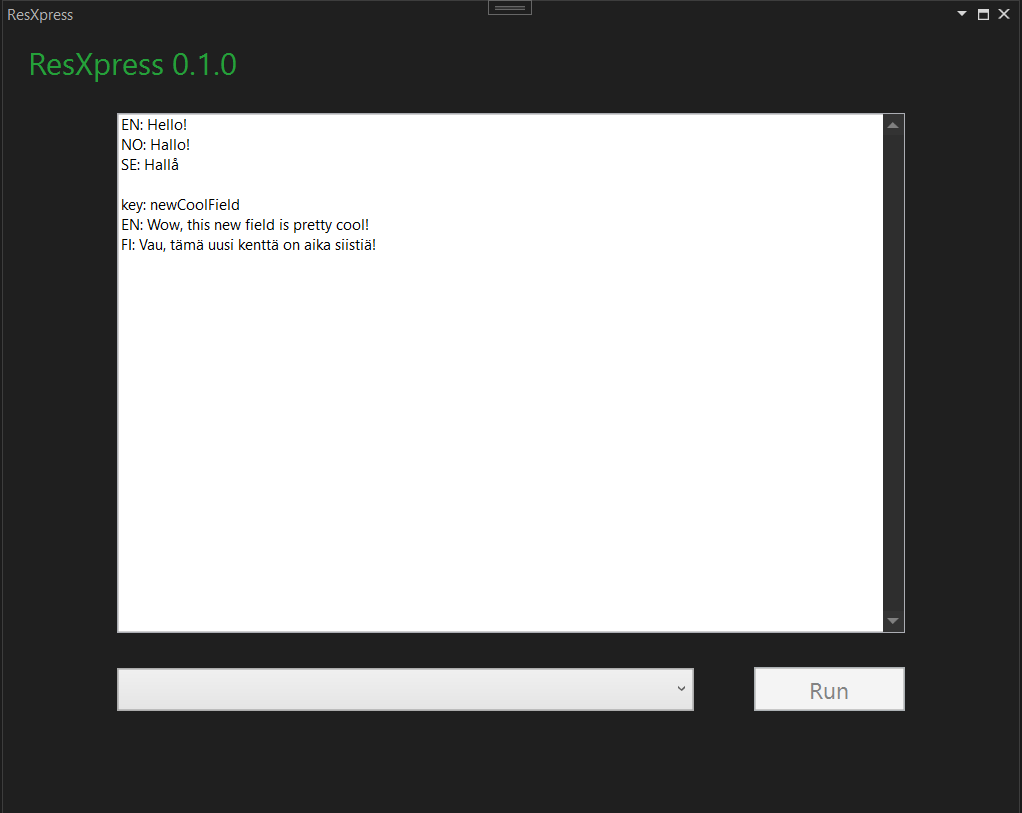 ResXpress
ResXpress 0.1.0
EN: Hello!
NO: Hallo!
SE: Hallå
key: newCoolField
EN: Wow, this new field is pretty cool!
FI: Vau, tämä uusi kenttä on aika siistiä!
Run